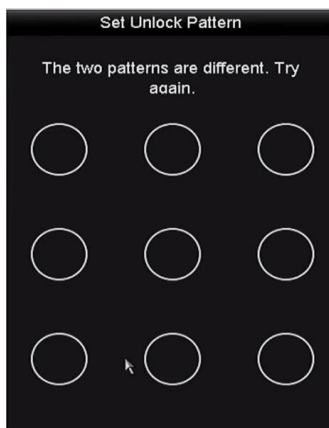 Set Unlock Pattern
The two patterns are different. Try
again.